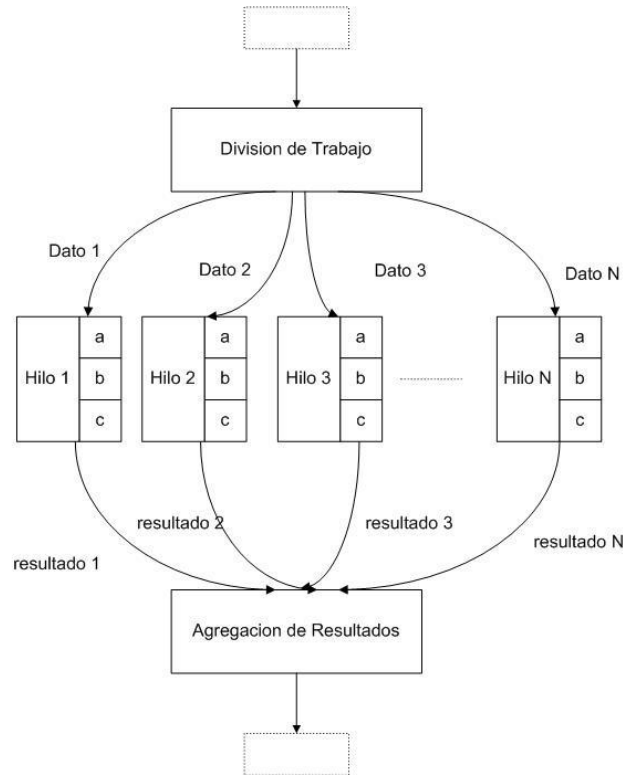 Division de Trabajo
Dato 1
Dato 2
Dato 3
Dato N
Hilo 1
a
b
c
Hilo 2
a
b
c
Hilo 3
a
b
c
Hilo N
a
b
c
resultado 1
resultado 2
resultado 3
resultado N
Agregacion de Resultados